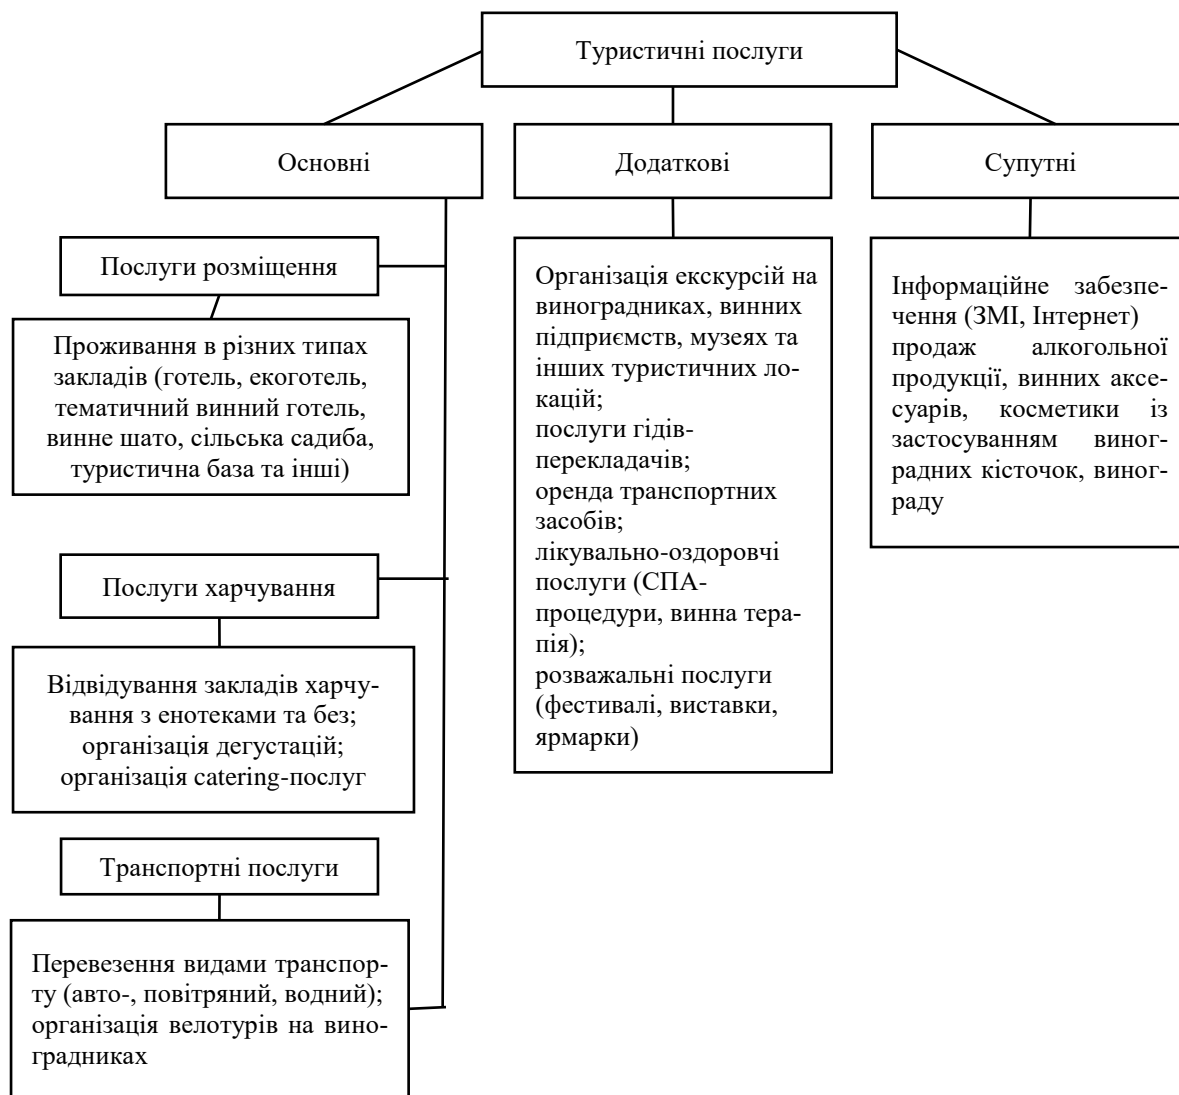 Туристичні послуги
Основні
Додаткові
Супутні
Послуги розміщення
Проживання в різних типах
закладів (готель, екоготель,
тематичний винний готель,
винне шато, сільська садиба,
туристична база та інші)
Послуги харчування
Відвідування закладів харчу-
вання з енотеками та без;
організація дегустацій;
організація catering-послуг
Транспортні послуги
Перевезення видами транспор-
ту (авто-, повітряний, водний);
організація велотурів на вино-
градниках
Організація екскурсій на
виноградниках, винних
підприємств, музеях та
інших туристичних ло-
кацій;
послуги гідів-
перекладачів;
оренда транспортних
засобів;
лікувально-оздоровчі
послуги (СПА-
процедури, винна тера-
пія);
розважальні послуги
(фестивалі, виставки,
ярмарки)
Інформаційне забезпе-
чення (ЗМІ, Інтернет)
продаж алкогольної
продукції, винних аксе-
суарів, косметики із
застосуванням виног-
радних кісточок, виног-
раду